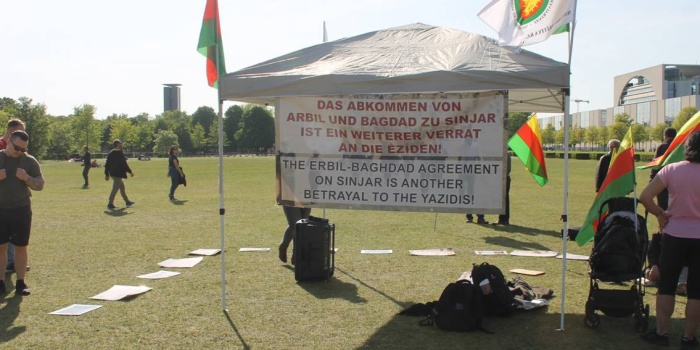 DAS ABKOMMEN VON
ARBIL UND BAGDAD ZU SINJAR
IST EIN WEITERER VERRAT
AN DIE ÊZIDEN!
THE ERBIL-BAGHDAD AGREEMENT
ON SINJAR IS ANOTHER
BETRAYAL TO THE YAZIDIS!